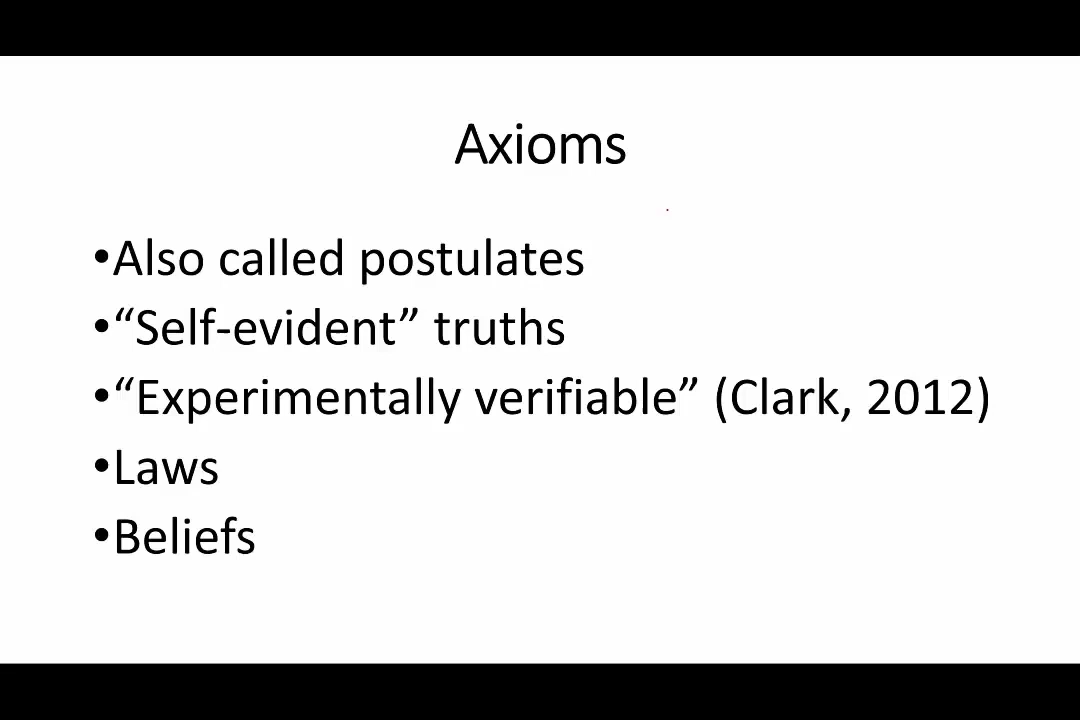 Axioms
•Also called postulates
•“Self-evident” truths
•“Experimentally verifiable” (Clark, 2012)
•Laws
•Beliefs